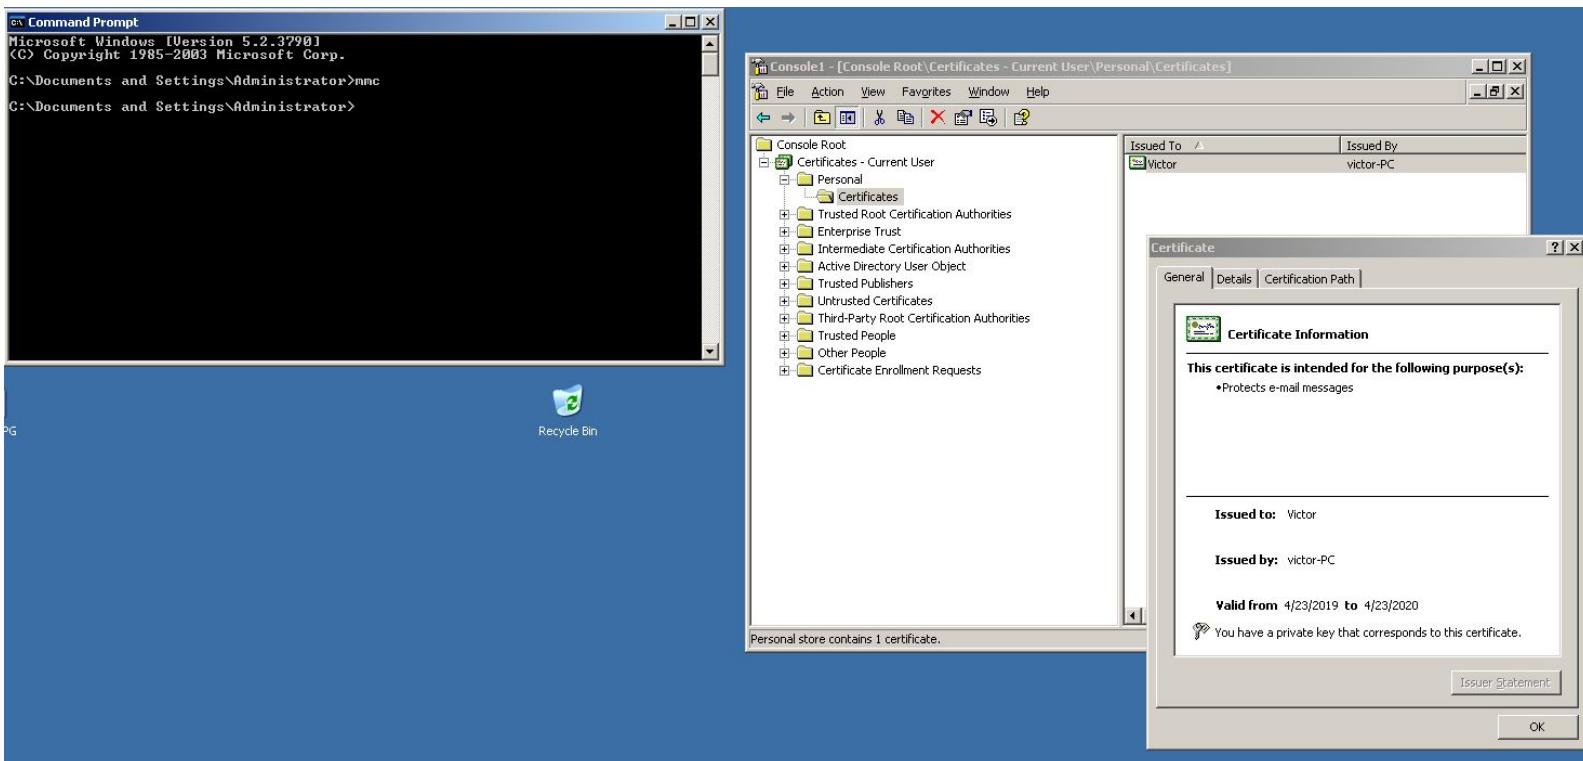 Command Prompt
Microsoft Windows [Version 5.2.3790]
(C) Copyright 1985-2003 Microsoft Corp.
C:\Documents and Settings\Administrator>mmc
C:\Documents and Settings\Administrator>
PG
Recycle Bin
Console1 - [Console Root\Certificates - Current User\Personal\Certificates]
File Action View Favorites Window Help
Console Root
Certificates - Current User
Personal
Certificates
Trusted Root Certification Authorities
Enterprise Trust
Intermediate Certification Authorities
Active Directory User Object
Trusted Publishers
Untrusted Certificates
Third-Party Root Certification Authorities
Trusted People
Other People
Certificate Enrollment Requests
Issued To Issued By
Victor victor-PC
Personal store contains 1 certificate.
Certificate
General Details Certification Path
Certificate Information
This certificate is intended for the following purpose(s):
•Protects e-mail messages
Issued to: Victor
Issued by: victor-PC
Valid from 4/23/2019 to 4/23/2020
You have a private key that corresponds to this certificate.
Issuer Statement
OK